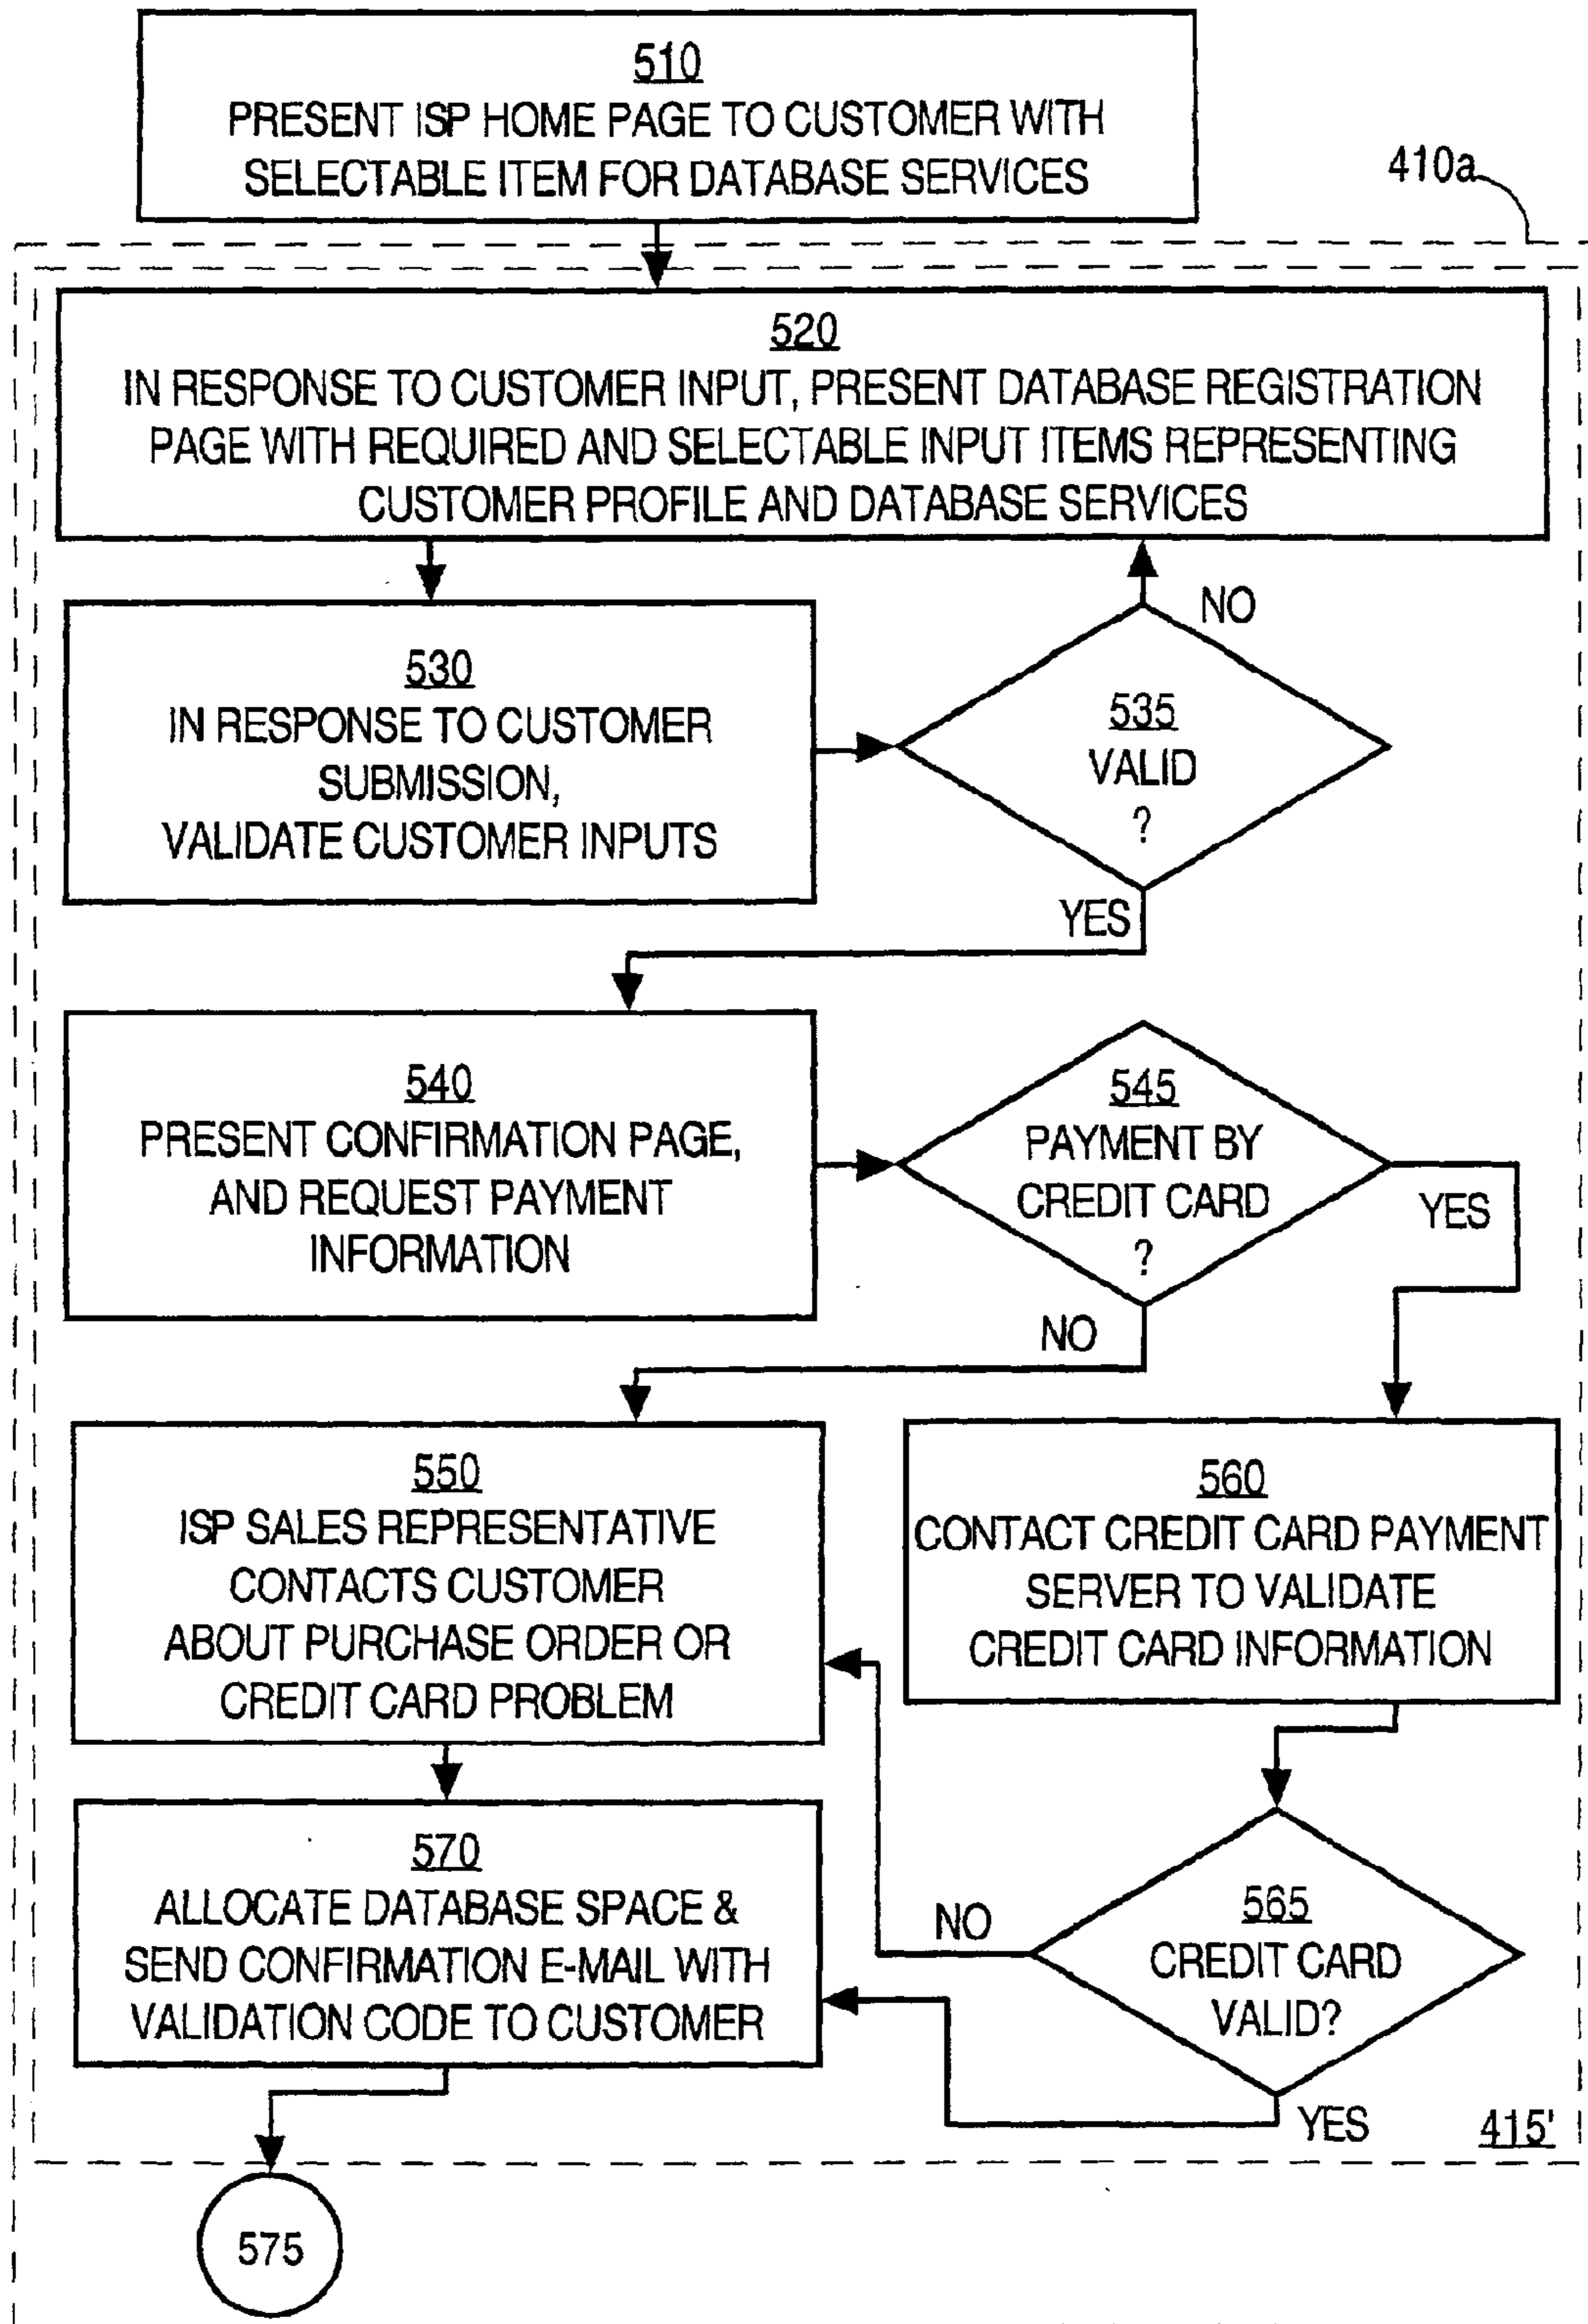 510
PRESENT ISP HOME PAGE TO CUSTOMER WITH
SELECTABLE ITEM FOR DATABASE SERVICES
410a
520
IN RESPONSE TO CUSTOMER INPUT, PRESENT DATABASE REGISTRATION
PAGE WITH REQUIRED AND SELECTABLE INPUT ITEMS REPRESENTING
CUSTOMER PROFILE AND DATABASE SERVICES
530
IN RESPONSE TO CUSTOMER
SUBMISSION,
VALIDATE CUSTOMER INPUTS
NO
535
VALID
?
YES
540
PRESENT CONFIRMATION PAGE,
AND REQUEST PAYMENT
INFORMATION
545
PAYMENT BY
CREDIT CARD
?
YES
NO
550
ISP SALES REPRESENTATIVE
CONTACTS CUSTOMER
ABOUT PURCHASE ORDER OR
CREDIT CARD PROBLEM
560
CONTACT CREDIT CARD PAYMENT
SERVER TO VALIDATE
CREDIT CARD INFORMATION
570
ALLOCATE DATABASE SPACE &
SEND CONFIRMATION E-MAIL WITH
VALIDATION CODE TO CUSTOMER
NO
565
CREDIT CARD
VALID?
YES
415'
575